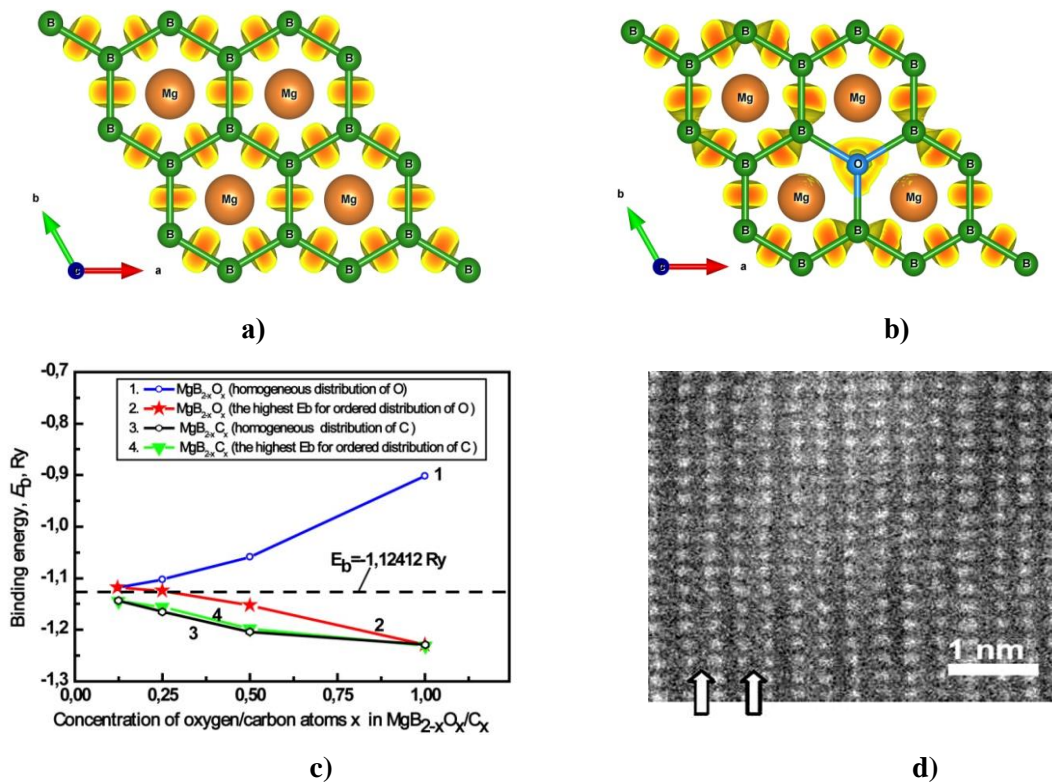 B B B
B B B
Mg Mg
B B B
B B B
b Mg Mg
B B B
c a B B B
a)
B B B
B B B
Mg Mg
B B B
B O B
b Mg Mg
B B B
c a B B B
b)
-0,7
-0,8
-0,9
-1,0
-1,1
-1,2
-1,3
Binding energy, E_b, Ry
1. MgB2-xOx (homogeneous distribution of O)
2. MgB2-xOx (the highest Eb for ordered distribution of O )
3. MgB2-xCx (homogeneous distribution of C)
4. MgB2-xCx (the highest Eb for ordered distribution of C )
1
E_b=-1,12412 Ry
4
3
2
0,00 0,25 0,50 0,75 1,00
Concentration of oxygen/carbon atoms x in MgB2-xOx/Cx
c)
1 nm
d)